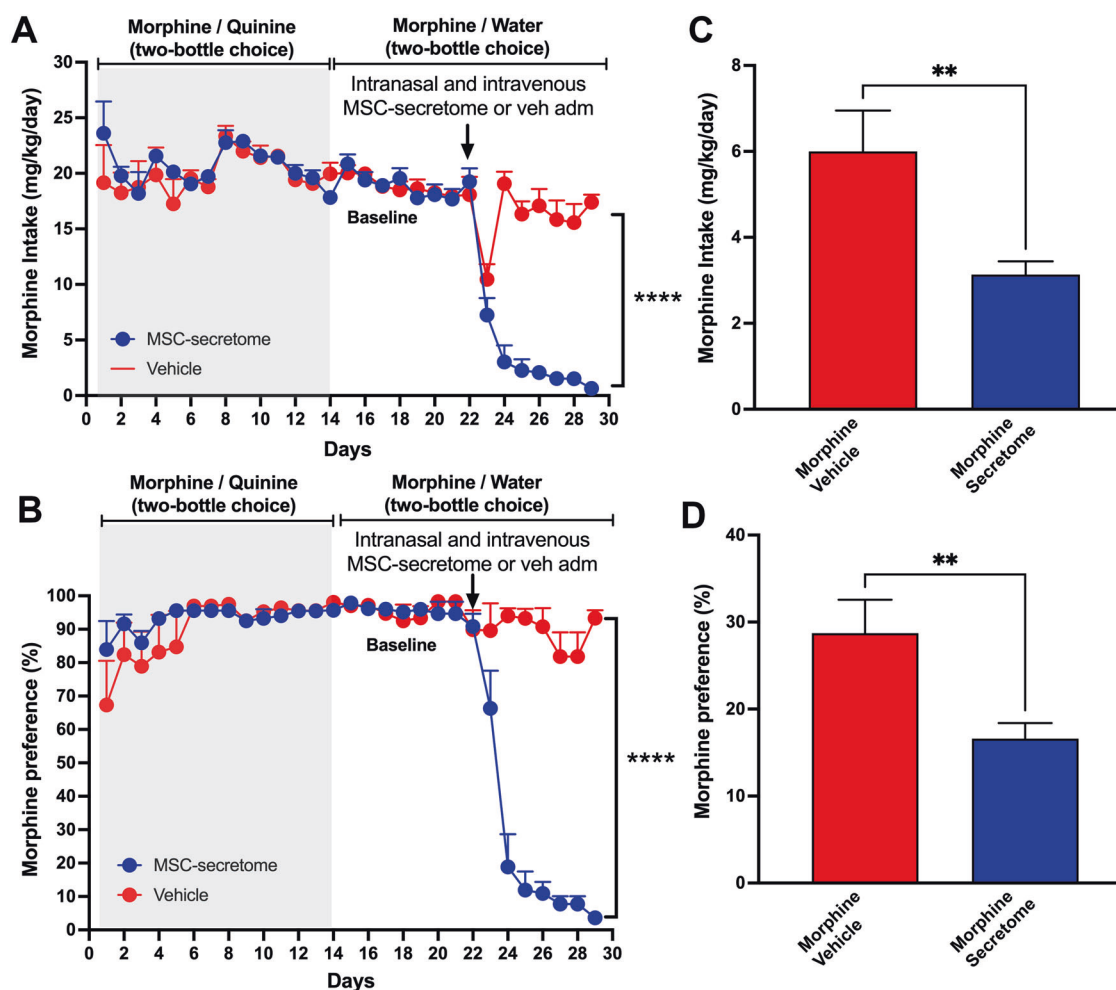 A
Morphine / Quinine
(two-bottle choice)
Morphine / Water
(two-bottle choice)
Intranasal and intravenous
MSC-secretome or veh adm
Morphine Intake (mg/kg/day)
30
25
20
15
10
5
0
Baseline
****
MSC-secretome
Vehicle
0 2 4 6 8 10 12 14 16 18 20 22 24 26 28 30
Days
B
Morphine / Quinine
(two-bottle choice)
Morphine / Water
(two-bottle choice)
Intranasal and intravenous
MSC-secretome or veh adm
Morphine preference (%)
100
90
80
70
60
50
40
30
20
10
0
Baseline
****
MSC-secretome
Vehicle
0 2 4 6 8 10 12 14 16 18 20 22 24 26 28 30
Days
C
Morphine Intake (mg/kg/day)
8
6
4
2
0
**
Morphine
Vehicle
Morphine
Secretome
D
Morphine preference (%)
40
30
20
10
0
**
Morphine
Vehicle
Morphine
Secretome